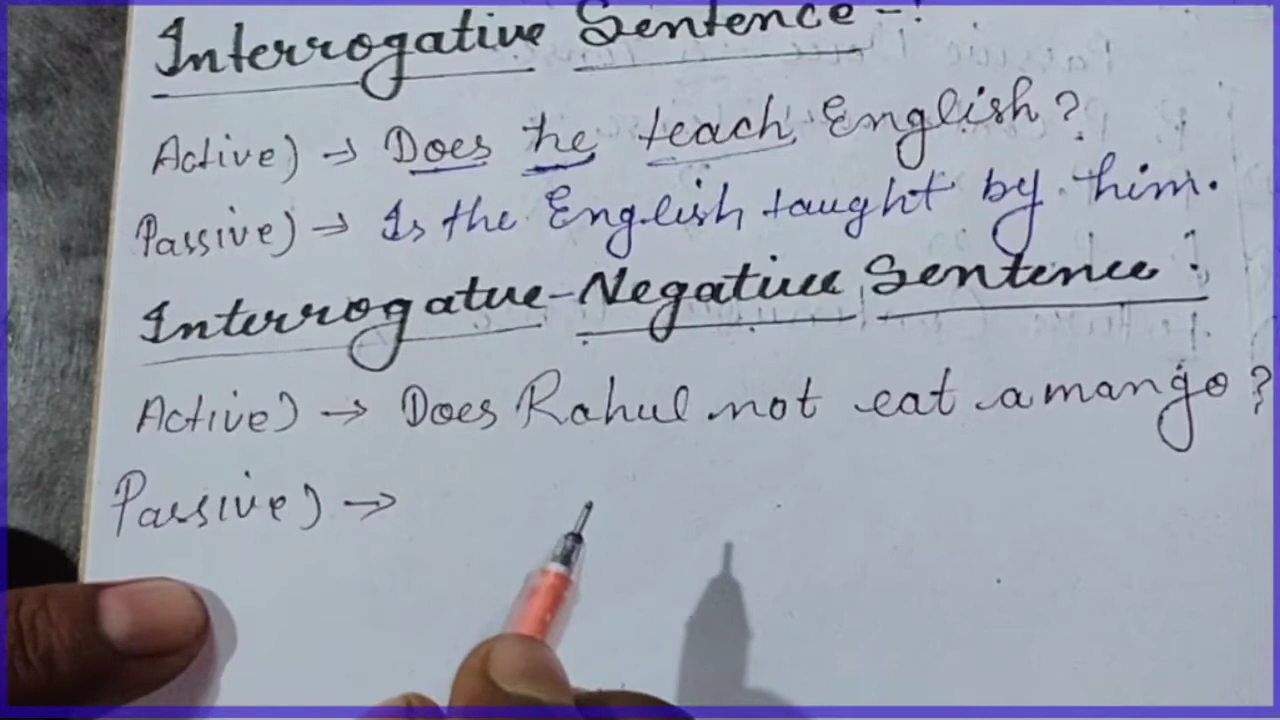 Interrogative Sentence -:
Active) → Does he teach English?
Passive) → Is the English taught by him.
Interrogatue-Negative Sentence:
Active) → Does Rahul not eat a mango?
Passive) →